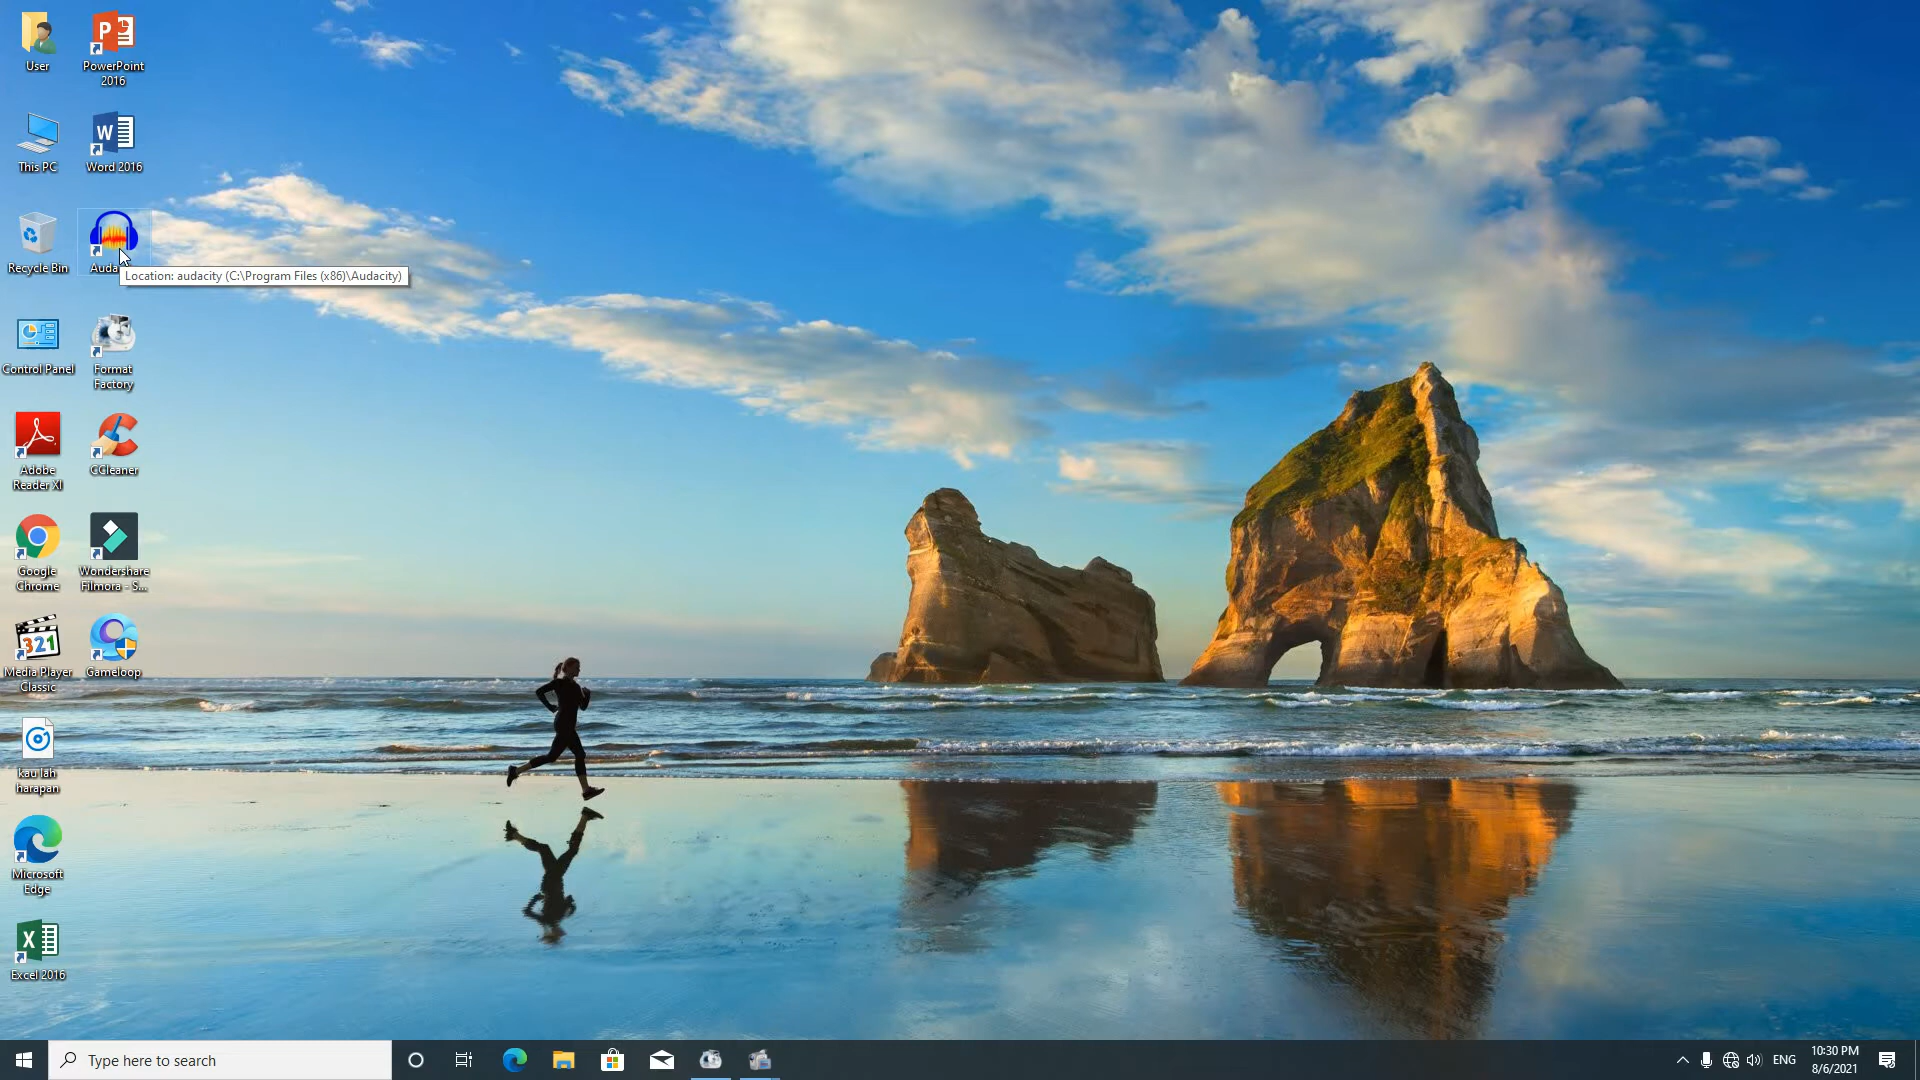 User
PowerPoint
2016
This PC
Word 2016
Recycle Bin
Location: audacity (C:\Program Files (x86)\Audacity)
Control Panel
Format
Factory
Adobe
Reader XI
CCleaner
Google
Chrome
Wondershare
Filmora - S...
321
Media Player
Classic
Gameloop
kau lah
harapan
Microsoft
Edge
Excel 2016
Type here to search
ENG
10:30 PM
8/6/2021